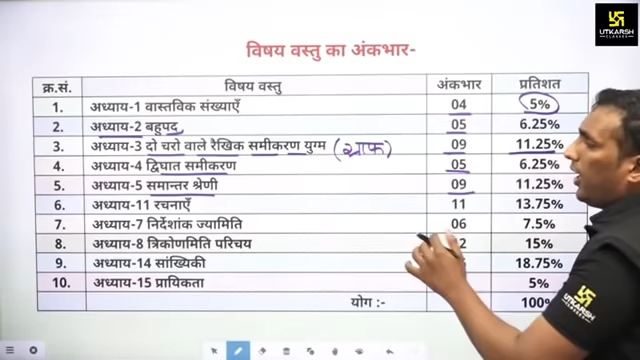 विषय वस्तु का अंकभार-
UTKARSH
CLASSES
क्र.सं. विषय वस्तु अंकभार प्रतिशत
1. अध्याय-1 वास्तविक संख्याएँ 04 5%
2. अध्याय-2 बहुपद 05 6.25%
3. अध्याय-3 दो चरो वाले रैखिक समीकरण युग्म (ग्राफ) 09 11.25%
4. अध्याय-4 द्विघात समीकरण 05 6.25%
5. अध्याय-5 समान्तर श्रेणी 09 11.25%
6. अध्याय-11 रचनाएँ 11 13.75%
7. अध्याय-7 निर्देशांक ज्यामिति 06 7.5%
8. अध्याय-8 त्रिकोणमिति परिचय 2 15%
9. अध्याय-14 सांख्यिकी 18.75%
10. अध्याय-15 प्रायिकता 5%
योग :- 100%
UTKARSH
CLASSES